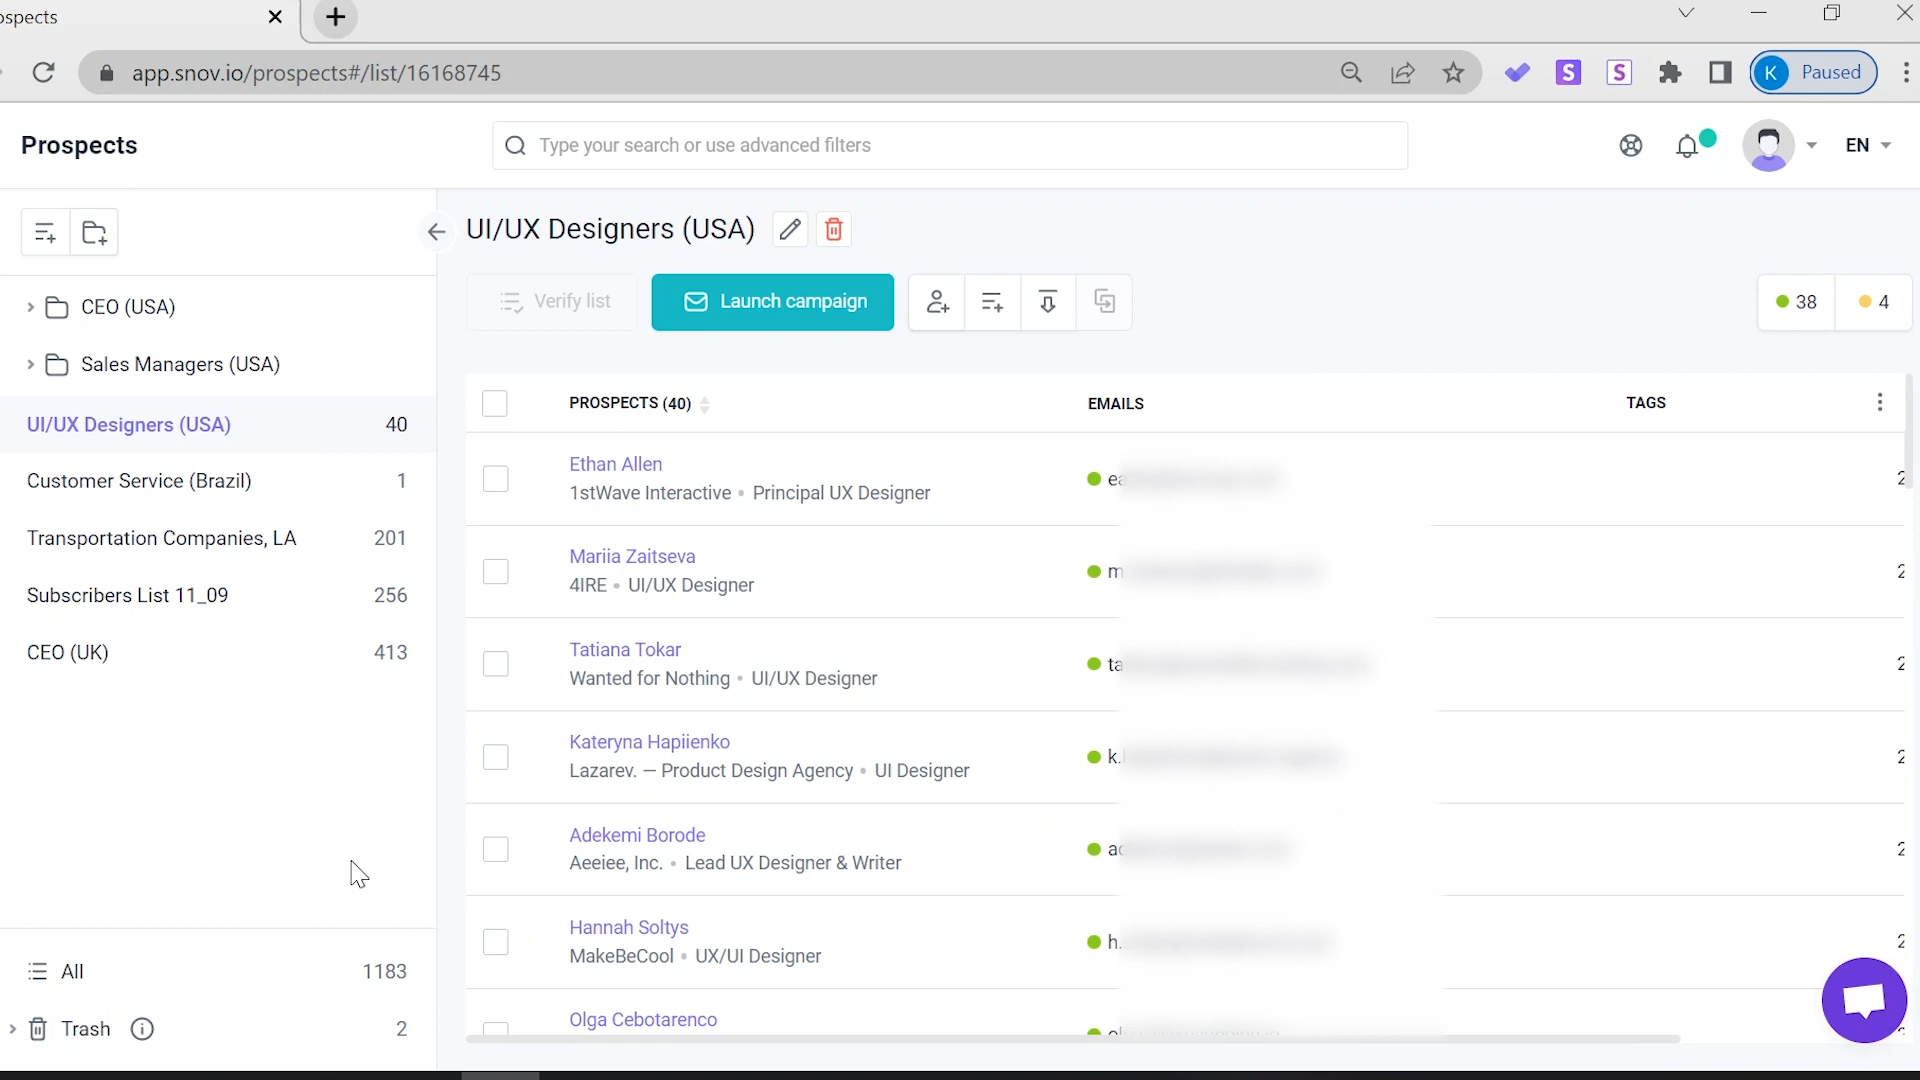 ospects
app.snov.io/prospects#/list/16168745
S
S
K Paused
Prospects
Type your search or use advanced filters
EN
UI/UX Designers (USA)
Verify list
Launch campaign
38
4
CEO (USA)
Sales Managers (USA)
UI/UX Designers (USA) 40
Customer Service (Brazil) 1
Transportation Companies, LA 201
Subscribers List 11_09 256
CEO (UK) 413
All 1183
Trash 2
PROSPECTS (40) EMAILS TAGS
Ethan Allen
1stWave Interactive • Principal UX Designer
ea
2
Mariia Zaitseva
4IRE • UI/UX Designer
m
2
Tatiana Tokar
Wanted for Nothing • UI/UX Designer
ta
2
Kateryna Hapiienko
Lazarev. — Product Design Agency • UI Designer
k.
2
Adekemi Borode
Aeeiee, Inc. • Lead UX Designer & Writer
ad
2
Hannah Soltys
MakeBeCool • UX/UI Designer
h.
2
Olga Cebotarenco